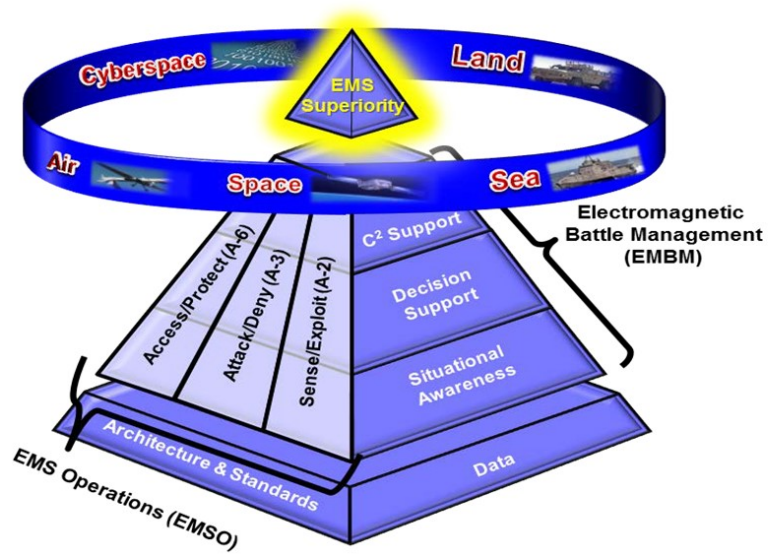 Cyberspace
Land
EMS
Superiority
Air
Space
Sea
Electromagnetic
Battle Management
(EMBM)
C² Support
Decision
Support
Situational
Awareness
Access/Protect (A-6)
Attack/Deny (A-3)
Sense/Exploit (A-2)
Architecture & Standards
Data
EMS Operations (EMSO)